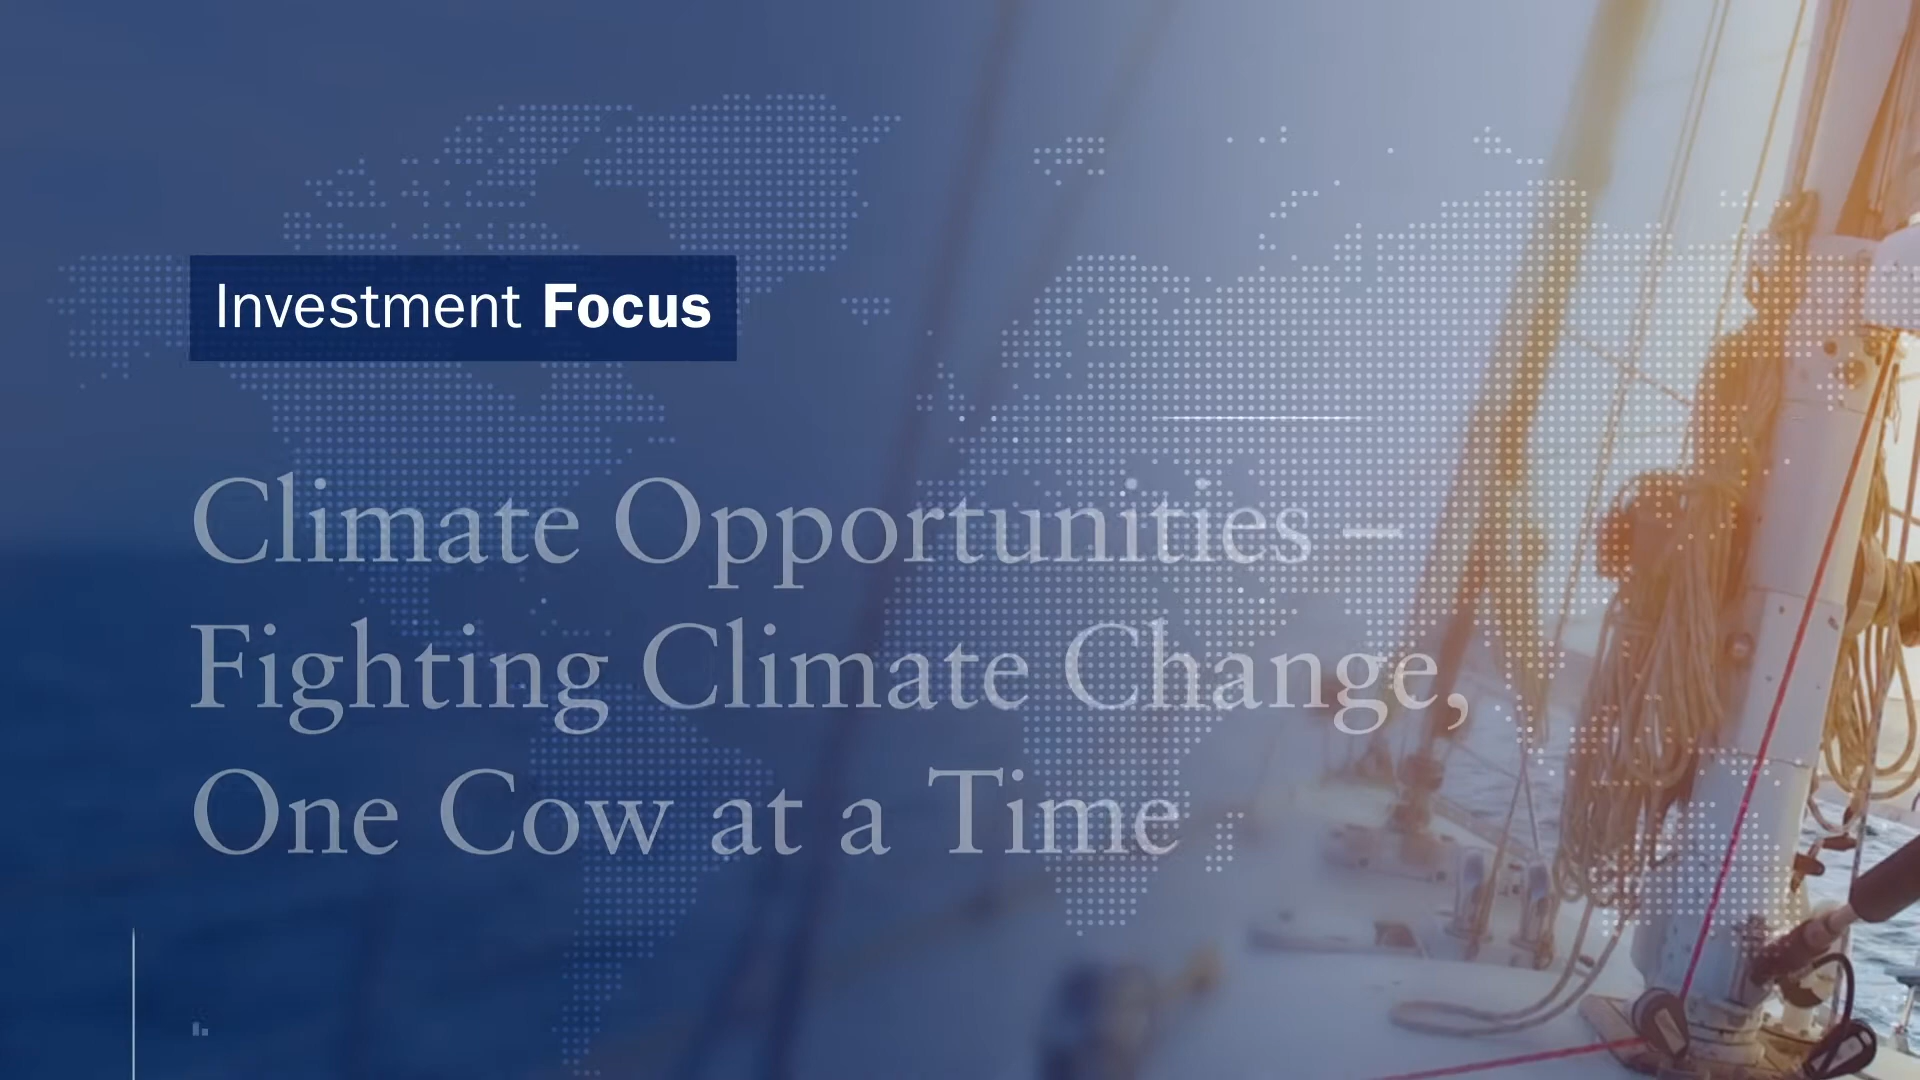 Investment Focus
Climate Opportunities –
Fighting Climate Change,
One Cow at a Time